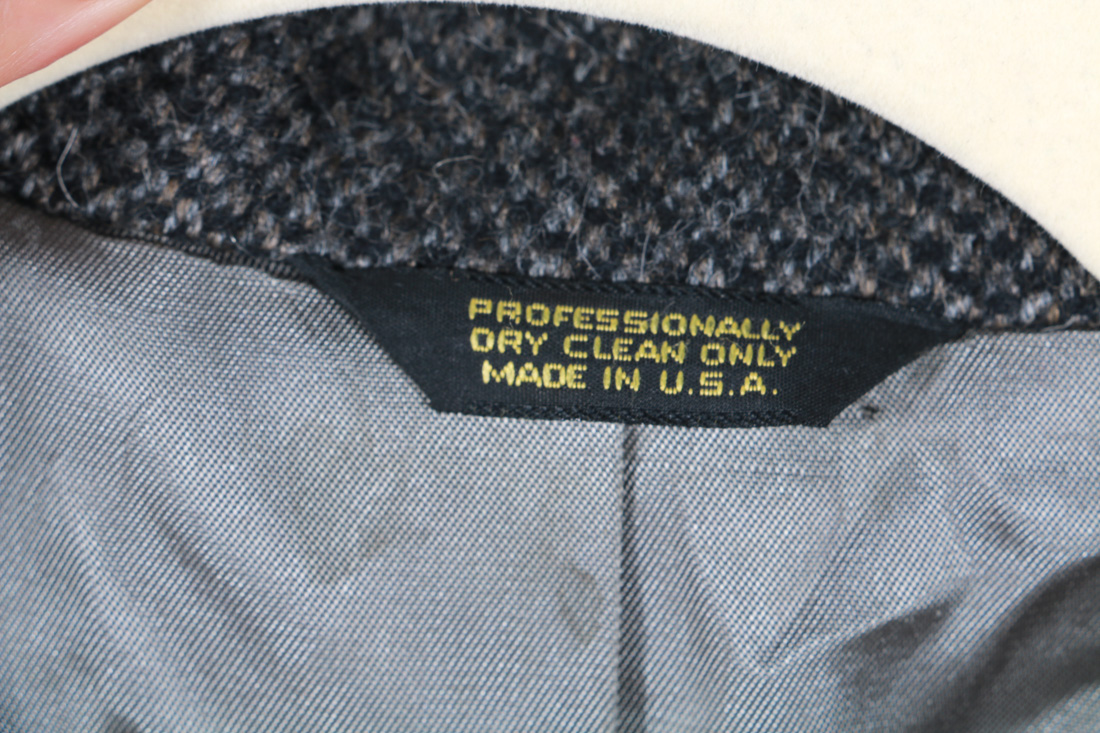 PROFESSIONALLY
DRY CLEAN ONLY
MADE IN U.S.A.